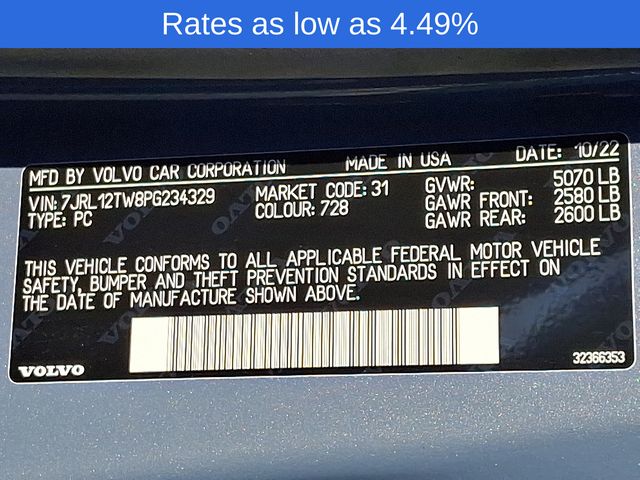 Rates as low as 4.49%
MFD BY VOLVO CAR CORPORATION MADE IN USA DATE: 10/22
VIN: 7JRL12TW8PG234329 MARKET CODE: 31 GVWR: 5070 LB
TYPE: PC COLOUR: 728 GAWR FRONT: 2580 LB
GAWR REAR: 2600 LB
THIS VEHICLE CONFORMS TO ALL APPLICABLE FEDERAL MOTOR VEHICLE
SAFETY, BUMPER AND THEFT PREVENTION STANDARDS IN EFFECT ON
THE DATE OF MANUFACTURE SHOWN ABOVE.
VOLVO 32366353